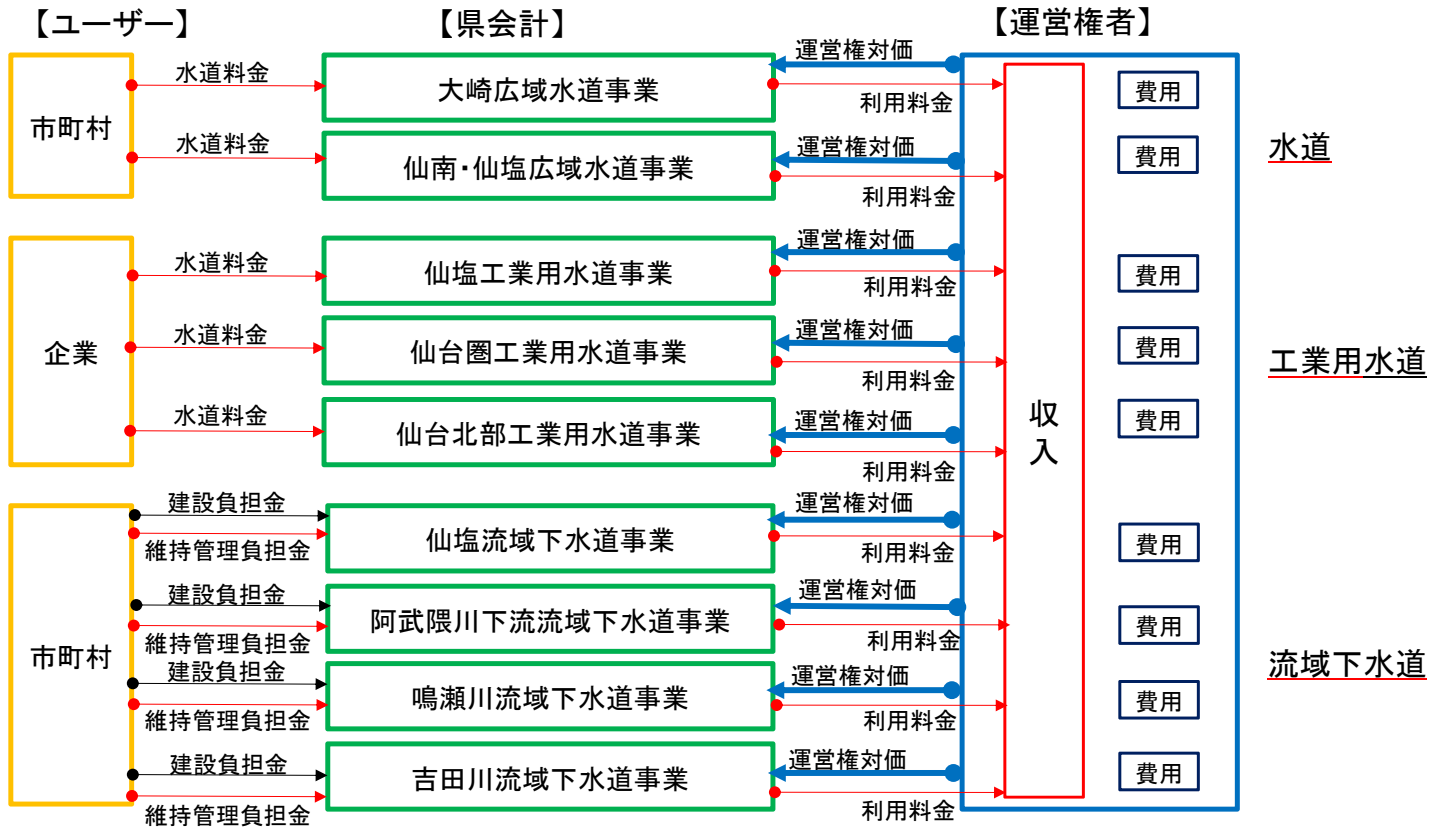 【ユーザー】
【県会計】
【運営権者】
市町村
水道料金
大崎広域水道事業
運営権対価
利用料金
費用
水道料金
仙南・仙塩広域水道事業
運営権対価
利用料金
費用
水道
企業
水道料金
仙塩工業用水道事業
運営権対価
利用料金
費用
水道料金
仙台圏工業用水道事業
運営権対価
利用料金
費用
工業用水道
水道料金
仙台北部工業用水道事業
運営権対価
利用料金
費用
収
入
市町村
建設負担金
維持管理負担金
仙塩流域下水道事業
運営権対価
利用料金
費用
建設負担金
維持管理負担金
阿武隈川下流流域下水道事業
運営権対価
利用料金
費用
流域下水道
建設負担金
維持管理負担金
鳴瀬川流域下水道事業
運営権対価
利用料金
費用
建設負担金
維持管理負担金
吉田川流域下水道事業
運営権対価
利用料金
費用